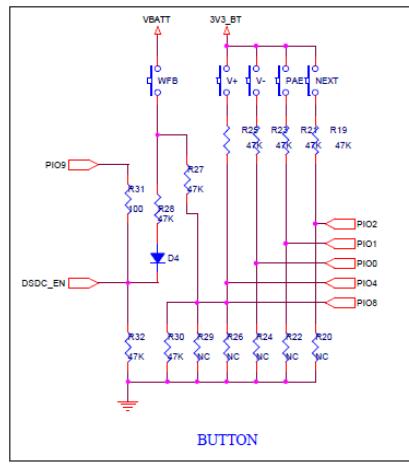 VBATT 3V3_BT
WFB V+ V- PAET NEXT
R25 R23 R21 R19
47K 47K 47K 47K
PIO9
R27
47K
R31
100
R28
47K
PIO2
PIO1
D4
PIO0
DSDC_EN
PIO4
PIO8
R32 R30 R29 R26 R24 R22 R20
47K 47K NC NC NC NC NC
BUTTON